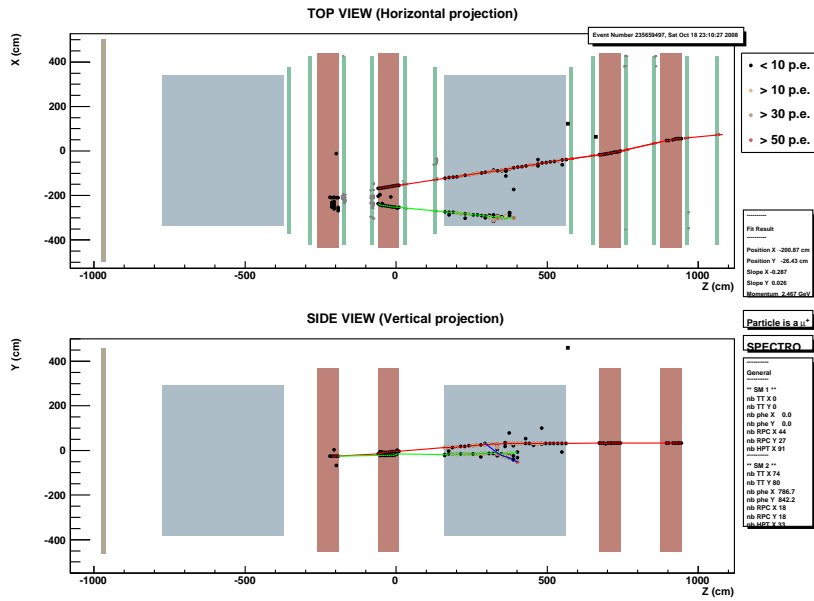 TOP VIEW (Horizontal projection)
Event Number 235659497, Sat Oct 18 23:10:27 2008
X (cm)
400
200
0
-200
-400
-1000
-500
0
500
1000
Z (cm)
< 10 p.e.
> 10 p.e.
> 30 p.e.
> 50 p.e.
----------
Fit Result
----------
Position X -200.87 cm
Position Y -26.43 cm
Slope X -0.287
Slope Y 0.026
Momentum 2.467 GeV
Particle is a μ+
SPECTRO
----------
General
----------
** SM 1 **
nb TT X 0
nb TT Y 0
nb phe X 0.0
nb phe Y 0.0
nb RPC X 44
nb RPC Y 27
nb HPT X 91
----------
** SM 2 **
nb TT X 74
nb TT Y 80
nb phe X 786.7
nb phe Y 842.2
nb RPC X 18
nb RPC Y 18
nb HPT X 33
SIDE VIEW (Vertical projection)
Y (cm)
400
200
0
-200
-400
-1000
-500
0
500
1000
Z (cm)